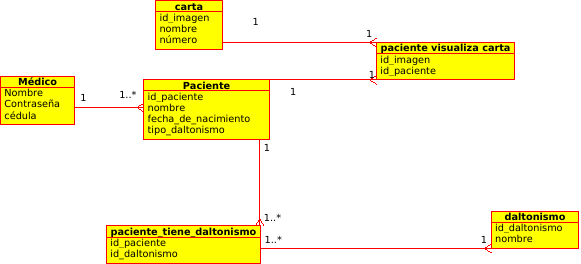 carta
id_imagen
nombre
número
1
1
paciente visualiza carta
id_imagen
id_paciente
1
Médico
Nombre
Contraseña
cédula
1
1..*
Paciente
id_paciente
nombre
fecha_de_nacimiento
tipo_daltonismo
1
1
1..*
paciente_tiene_daltonismo
id_paciente
id_daltonismo
1..*
1
daltonismo
id_daltonismo
nombre